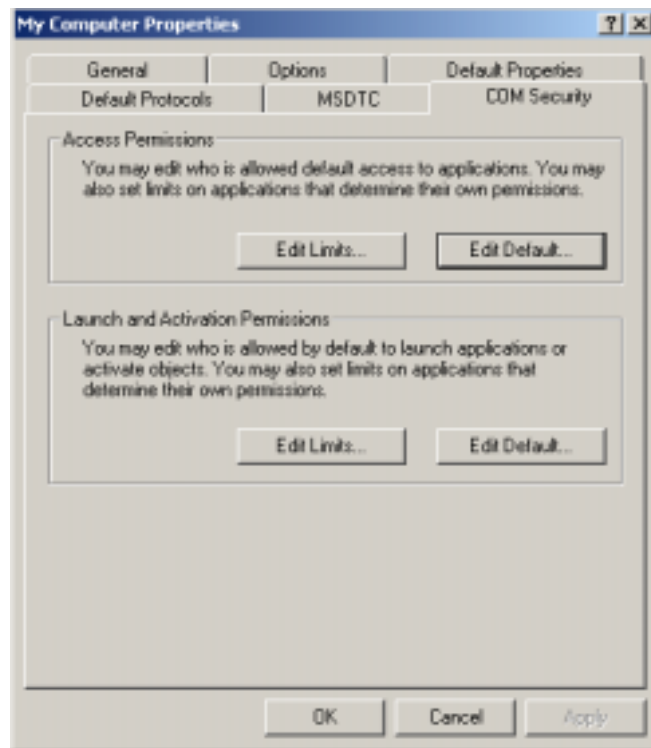 My Computer Properties
General Options Default Properties
Default Protocols MSDTC COM Security
Access Permissions
You may edit who is allowed default access to applications. You may
also set limits on applications that determine their own permissions.
Edit Limits... Edit Default...
Launch and Activation Permissions
You may edit who is allowed by default to launch applications or
activate objects. You may also set limits on applications that
determine their own permissions.
Edit Limits... Edit Default...
OK Cancel Apply